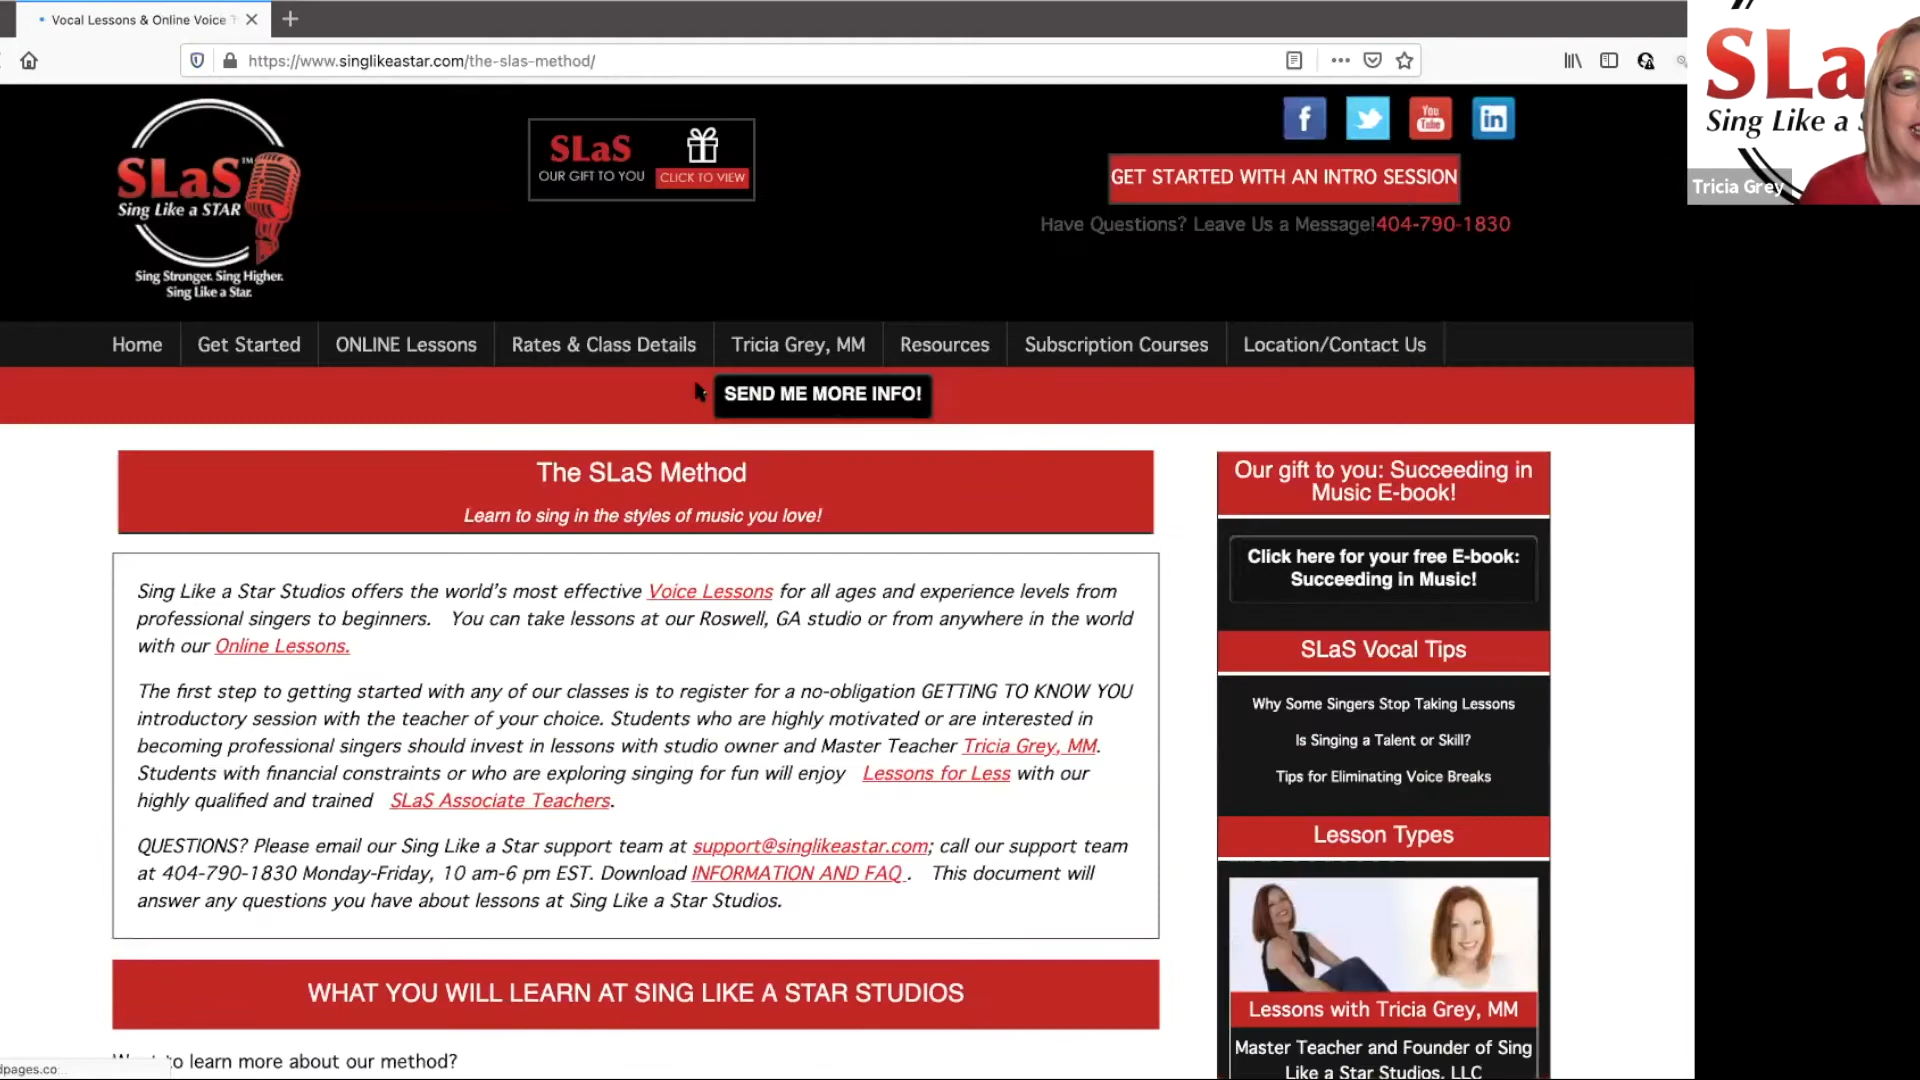 Vocal Lessons & Online Voice
https://www.singlikeastar.com/the-slas-method/
SLaS
Sing Like a
Tricia Grey
SLaS™
Sing Like a STAR
Sing Stronger. Sing Higher.
Sing Like a Star.
SLaS
OUR GIFT TO YOU
CLICK TO VIEW
f
You
Tube
in
GET STARTED WITH AN INTRO SESSION
Have Questions? Leave Us a Message!404-790-1830
Home
Get Started
ONLINE Lessons
Rates & Class Details
Tricia Grey, MM
Resources
Subscription Courses
Location/Contact Us
SEND ME MORE INFO!
The SLaS Method
Learn to sing in the styles of music you love!
Sing Like a Star Studios offers the world's most effective Voice Lessons for all ages and experience levels from
professional singers to beginners. You can take lessons at our Roswell, GA studio or from anywhere in the world
with our Online Lessons.
The first step to getting started with any of our classes is to register for a no-obligation GETTING TO KNOW YOU
introductory session with the teacher of your choice. Students who are highly motivated or are interested in
becoming professional singers should invest in lessons with studio owner and Master Teacher Tricia Grey, MM.
Students with financial constraints or who are exploring singing for fun will enjoy Lessons for Less with our
highly qualified and trained SLaS Associate Teachers.
QUESTIONS? Please email our Sing Like a Star support team at support@singlikeastar.com; call our support team
at 404-790-1830 Monday-Friday, 10 am-6 pm EST. Download INFORMATION AND FAQ . This document will
answer any questions you have about lessons at Sing Like a Star Studios.
WHAT YOU WILL LEARN AT SING LIKE A STAR STUDIOS
to learn more about our method?
Our gift to you: Succeeding in
Music E-book!
Click here for your free E-book:
Succeeding in Music!
SLaS Vocal Tips
Why Some Singers Stop Taking Lessons
Is Singing a Talent or Skill?
Tips for Eliminating Voice Breaks
Lesson Types
Lessons with Tricia Grey, MM
Master Teacher and Founder of Sing
Like a Star Studios, LLC